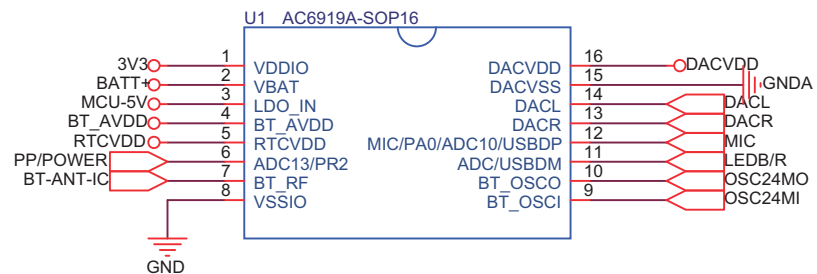 U1 AC6919A-SOP16
3V3 1 VDDIO DACVDD 16 DACVDD
BATT+ 2 VBAT DACVSS 15 GNDA
MCU-5V 3 LDO_IN DACL 14 DACL
BT_AVDD 4 BT_AVDD DACR 13 DACR
RTCVDD 5 RTCVDD MIC/PA0/ADC10/USBDP 12 MIC
PP/POWER 6 ADC13/PR2 ADC/USBDM 11 LEDB/R
BT-ANT-IC 7 BT_RF BT_OSCO 10 OSC24MO
8 VSSIO BT_OSCI 9 OSC24MI
GND